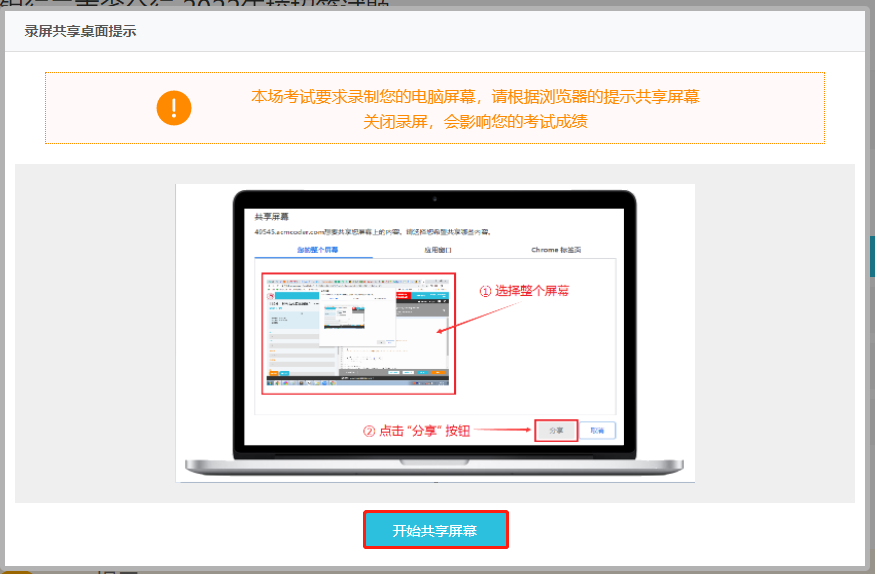 录屏共享桌面提示
本场考试要求录制您的电脑屏幕，请根据浏览器的提示共享屏幕
关闭录屏，会影响您的考试成绩
共享屏幕
您的整个屏幕
应用窗口
Chrome 标签页
① 选择整个屏幕
② 点击 “分享” 按钮
分享
取消
开始共享屏幕